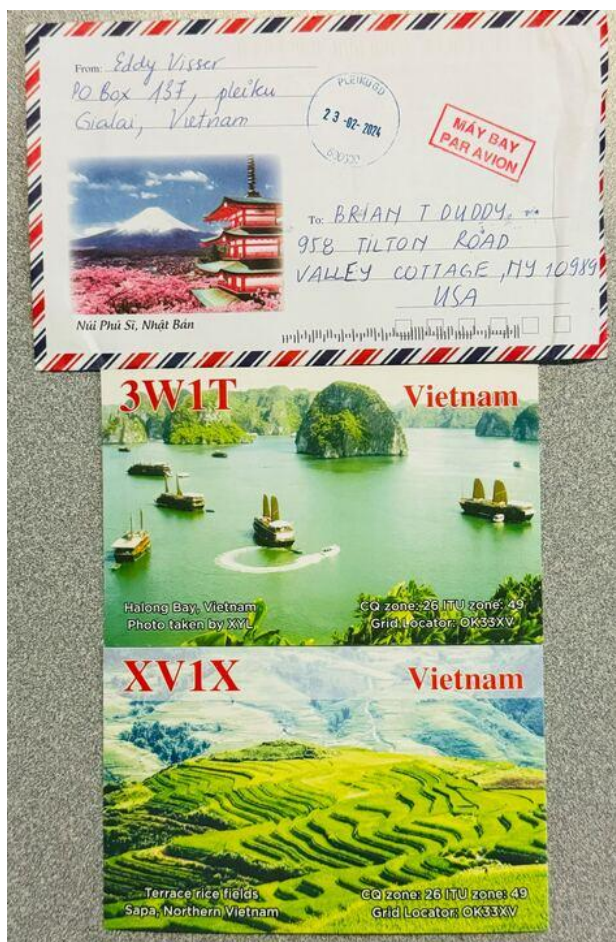 From: Eddy Visser
PO Box 137, pleiku
Gialai, Vietnam
PLEIKU GD
23-02-2024
600300
MÁY BAY
PAR AVION
To: BRIAN T DUDDY
958 TILTON ROAD
VALLEY COTTAGE, NY 10989
USA
Núi Phú Sĩ, Nhật Bản
3W1T Vietnam
Halong Bay, Vietnam
Photo taken by XYL
CQ zone: 26 ITU zone: 49
Grid Locator: OK33XV
XV1X Vietnam
Terrace rice fields
Sapa, Northern Vietnam
CQ zone: 26 ITU zone: 49
Grid Locator: OK33XV